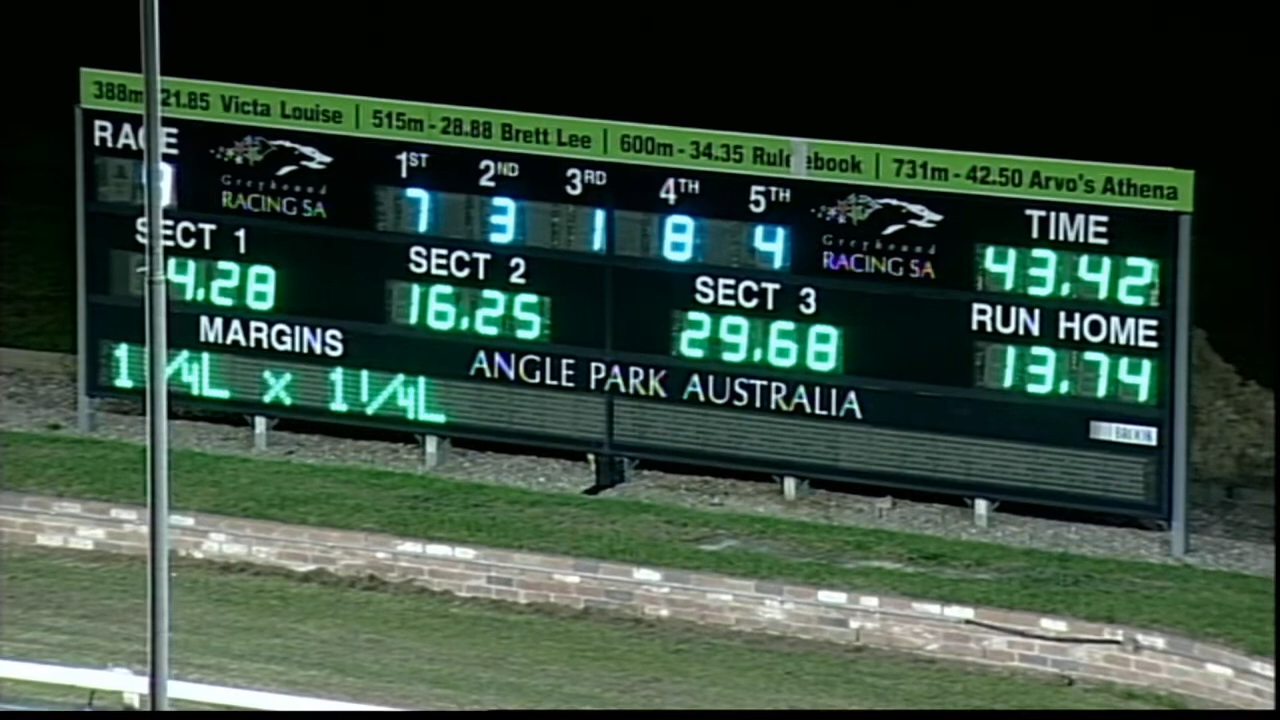 388m 21.85 Victa Louise | 515m - 28.88 Brett Lee | 600m - 34.35 Rulebook | 731m - 42.50 Arvo's Athena
RACE
Greyhound
RACING SA
1ST 2ND 3RD 4TH 5TH
7 3 1 8 4
Greyhound
RACING SA
TIME
43.42
SECT 1
4.28
SECT 2
16.25
SECT 3
29.68
RUN HOME
13.74
MARGINS
1 1/4L x 1 1/4L
ANGLE PARK AUSTRALIA